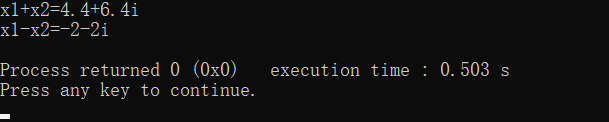 x1+x2=4.4+6.4i
x1-x2=-2-2i
Process returned 0 (0x0)   execution time : 0.503 s
Press any key to continue.